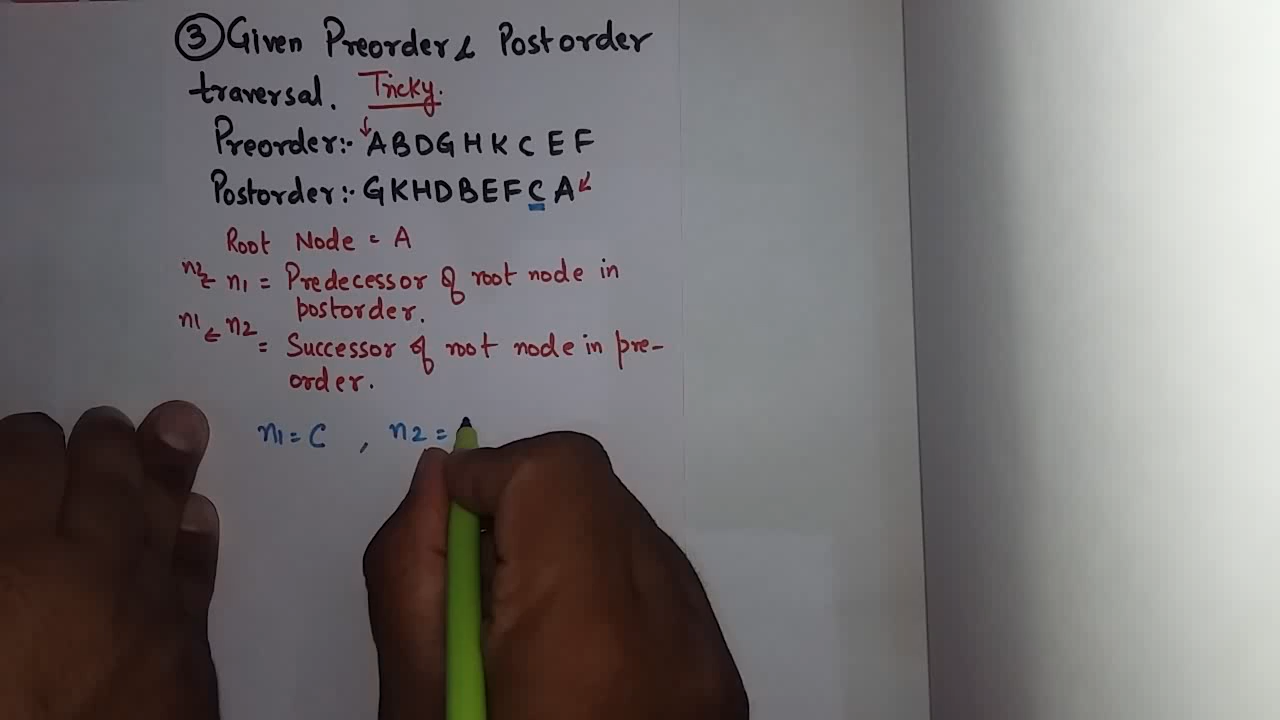 ③ Given Preorder & Postorder
traversal. Tricky.
Preorder:- ABDGHKCEF
Postorder:- GKHDBEFCA
Root Node = A
n2 ← n1 = Predecessor of root node in
postorder.
n1 ← n2 = Successor of root node in pre-
order.
n1 = C , n2 =